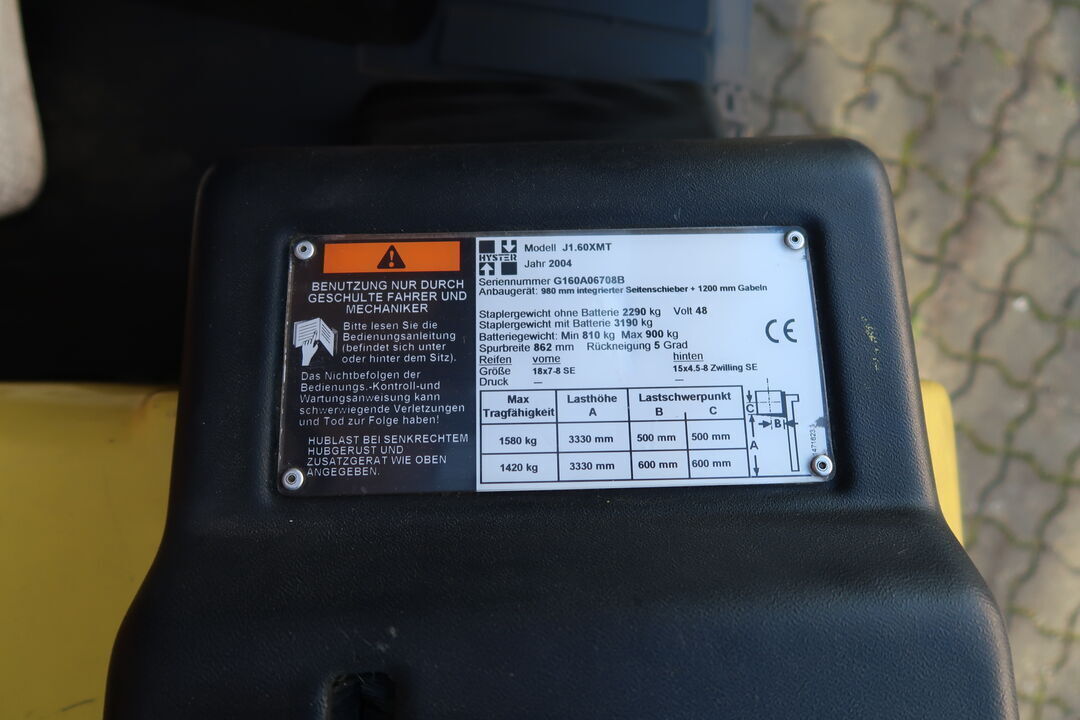 BENUTZUNG NUR DURCH
GESCHULTE FAHRER UND
MECHANIKER
Bitte lesen Sie die
Bedienungsanleitung
(befindet sich unter
oder hinter dem Sitz).
Das Nichtbefolgen der
Bedienungs.-Kontroll-und
Wartungsanweisung kann
schwerwiegende Verletzungen
und Tod zur Folge haben!
HUBLAST BEI SENKRECHTEM
HUBGERUST UND
ZUSATZGERAT WIE OBEN
ANGEGEBEN.
HYSTER
Modell J1.60XMT
Jahr 2004
Seriennummer G160A06708B
Anbaugerät: 980 mm integrierter Seitenschieber + 1200 mm Gabeln
Staplergewicht ohne Batterie 2290 kg Volt 48
Staplergewicht mit Batterie 3190 kg
Batteriegewicht: Min 810 kg Max 900 kg
Spurbreite 862 mm Rückneigung 5 Grad
Reifen vorne hinten
Größe 18x7-8 SE 15x4.5-8 Zwilling SE
Druck — —
CE
Max Tragfähigkeit Lasthöhe A Lastschwerpunkt B C
1580 kg 3330 mm 500 mm 500 mm
1420 kg 3330 mm 600 mm 600 mm
C
B
A